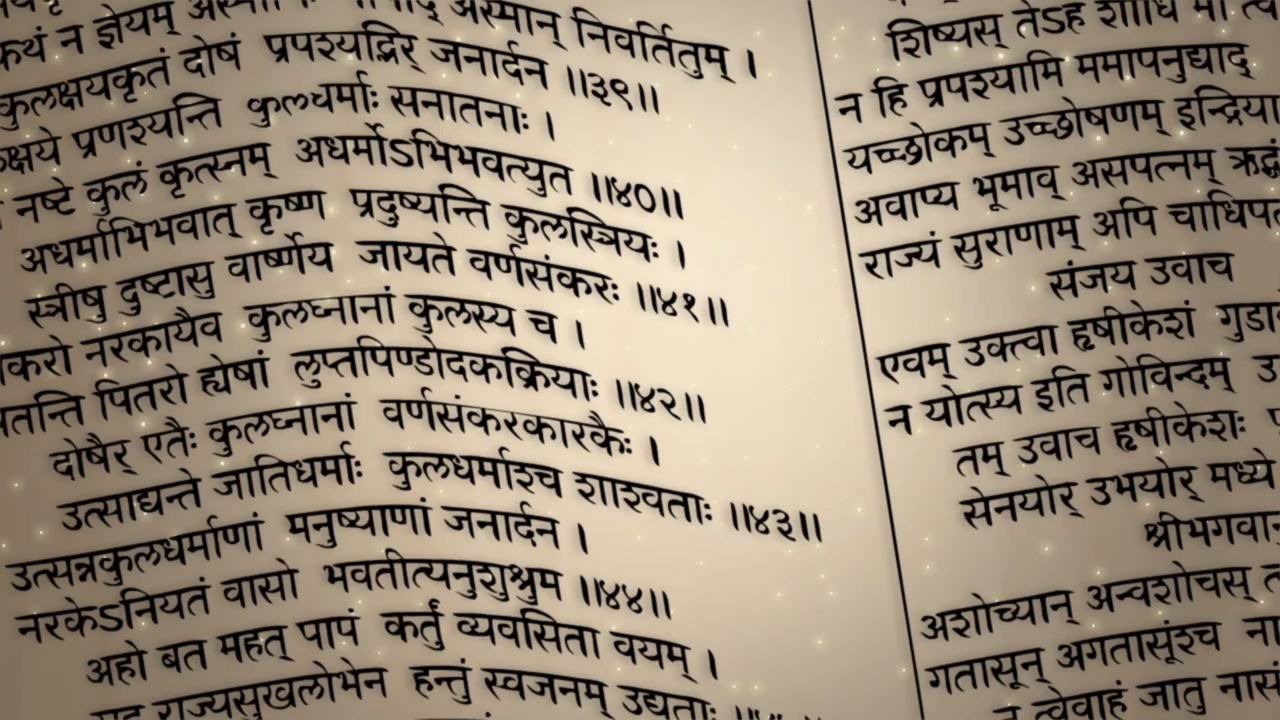 कथं न ज्ञेयम् अस्मान् निवर्तितुम् ।
कुलक्षयकृतं दोषं प्रपश्यद्भिर् जनार्दन ॥३९॥
क्षये प्रणश्यन्ति कुलधर्माः सनातनाः ।
नष्टे कुलं कृत्स्नम् अधर्मोऽभिभवत्युत ॥४०॥
अधर्माभिभवात् कृष्ण प्रदुष्यन्ति कुलस्त्रियः ।
स्त्रीषु दुष्टासु वार्ष्णेय जायते वर्णसंकरः ॥४१॥
करो नरकायैव कुलघ्नानां कुलस्य च ।
तन्ति पितरो ह्येषां लुप्तपिण्डोदकक्रियाः ॥४२॥
दोषैर् एतैः कुलघ्नानां वर्णसंकरकारकैः ।
उत्साद्यन्ते जातिधर्माः कुलधर्माश्च शाश्वताः ॥४३॥
उत्सन्नकुलधर्माणां मनुष्याणां जनार्दन ।
नरकेऽनियतं वासो भवतीत्यनुशुश्रुम ॥४४॥
अहो बत महत् पापं कर्तुं व्यवसिता वयम् ।
राज्यसुखलोभेन हन्तुं स्वजनम् उद्यताः
शिष्यस् तेऽहं
न हि प्रपश्यामि ममापनुद्याद्
यच्छोकम् उच्छोषणम् इन्द्रिया
अवाप्य भूमाव् असपत्नम् ऋद्धं
राज्यं सुराणाम् अपि चाधिपत
संजय उवाच
एवम् उक्त्वा हृषीकेशं गुडा
न योत्स्य इति गोविन्दम् उ
तम् उवाच हृषीकेशः
सेनयोर् उभयोर् मध्ये
श्रीभगवान
अशोच्यान् अन्वशोचस् त
गतासून् अगतासूंश्च ना
न त्वेवाहं जातु नासं